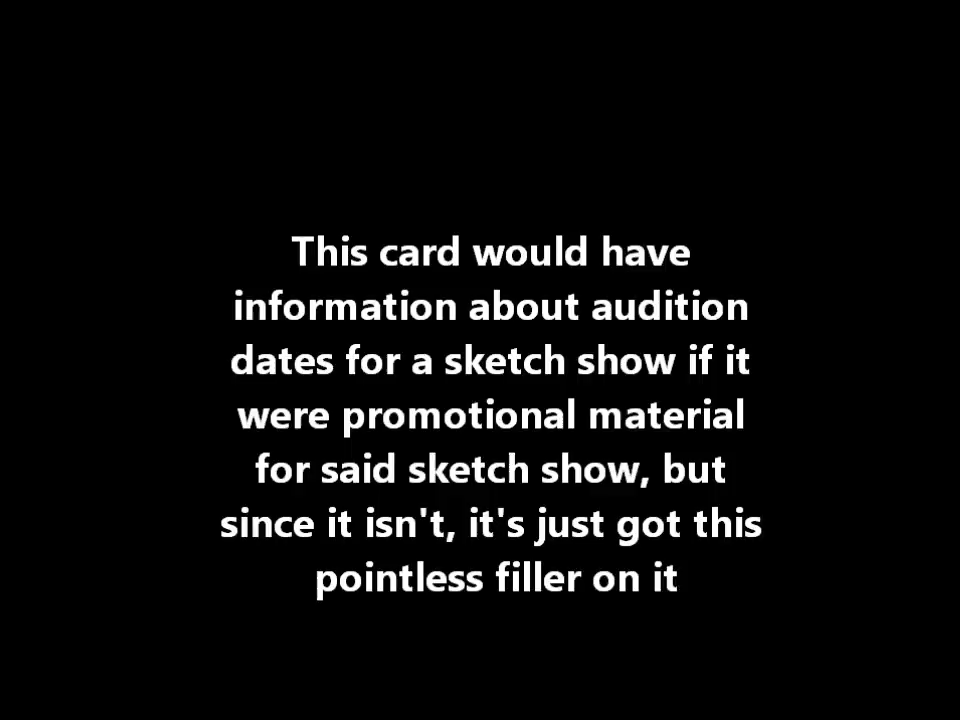 This card would have
information about audition
dates for a sketch show if it
were promotional material
for said sketch show, but
since it isn't, it's just got this
pointless filler on it